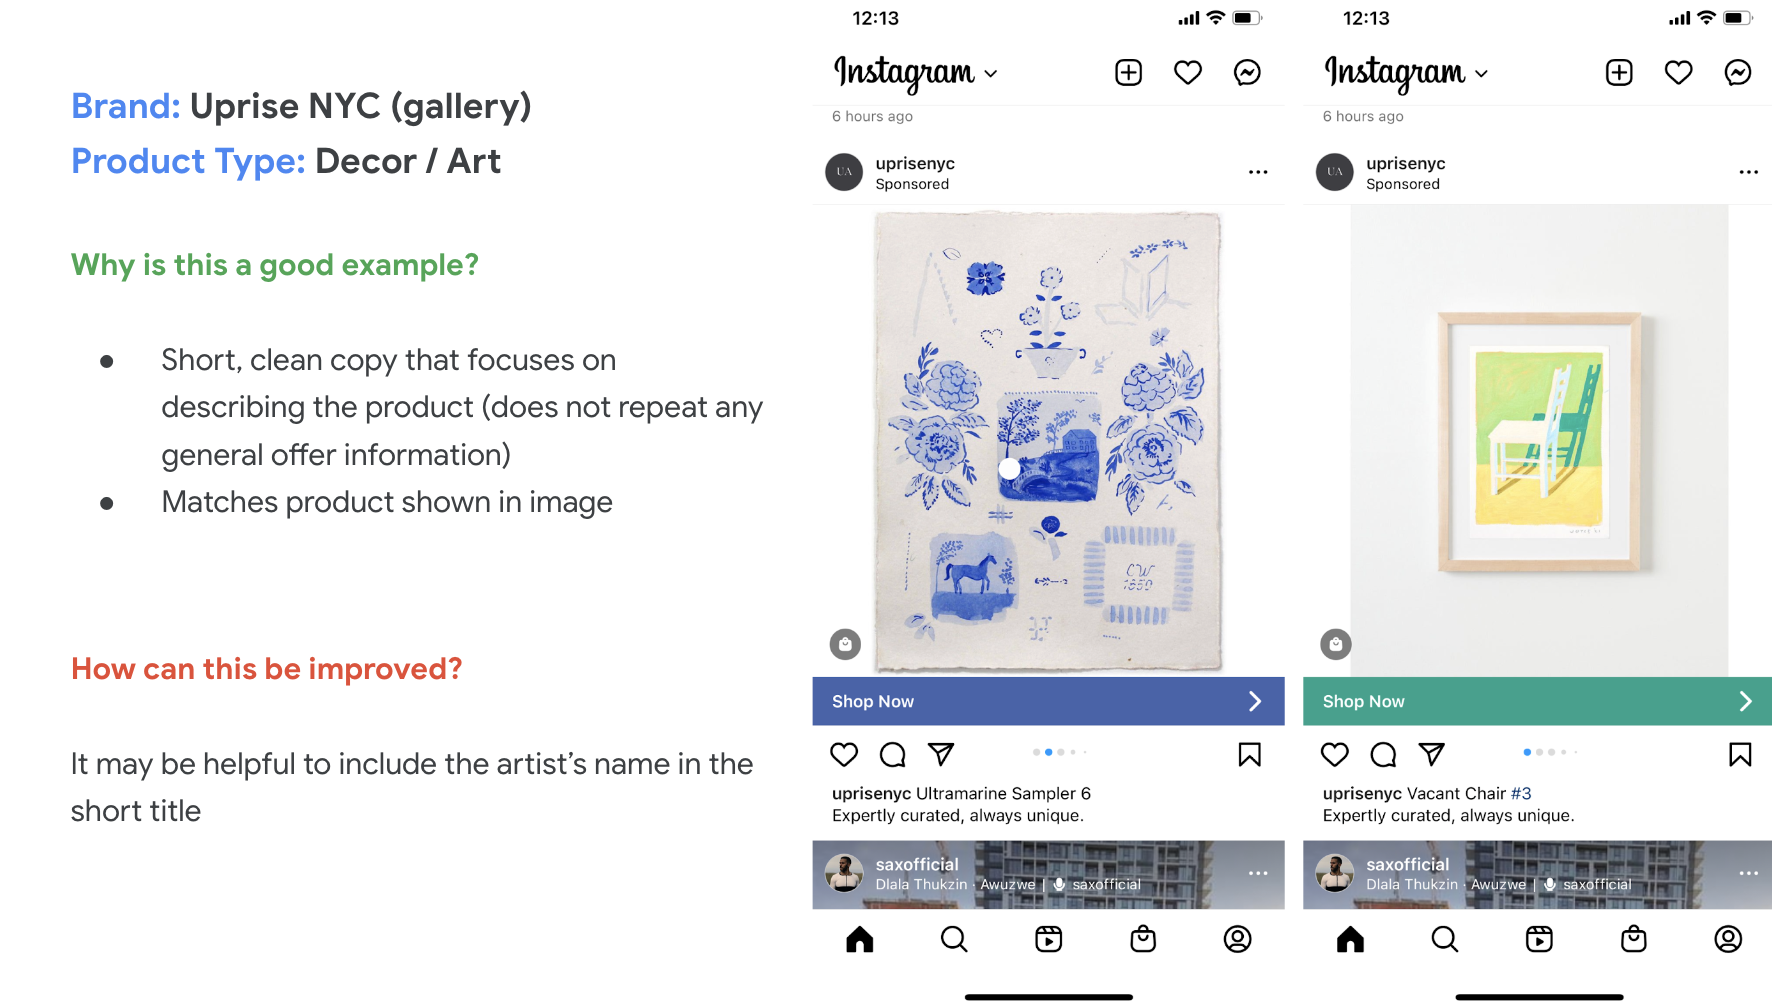 Brand: Uprise NYC (gallery)
Product Type: Decor / Art
Why is this a good example?
● Short, clean copy that focuses on
describing the product (does not repeat any
general offer information)
● Matches product shown in image
How can this be improved?
It may be helpful to include the artist’s name in the
short title
12:13
Instagram
6 hours ago
UA
uprisenyc
Sponsored
CW
1850
Shop Now
uprisenyc Ultramarine Sampler 6
Expertly curated, always unique.
saxofficial
Dlala Thukzin · Awuzwe | saxofficial
12:13
Instagram
6 hours ago
UA
uprisenyc
Sponsored
Shop Now
uprisenyc Vacant Chair #3
Expertly curated, always unique.
saxofficial
Dlala Thukzin · Awuzwe | saxofficial